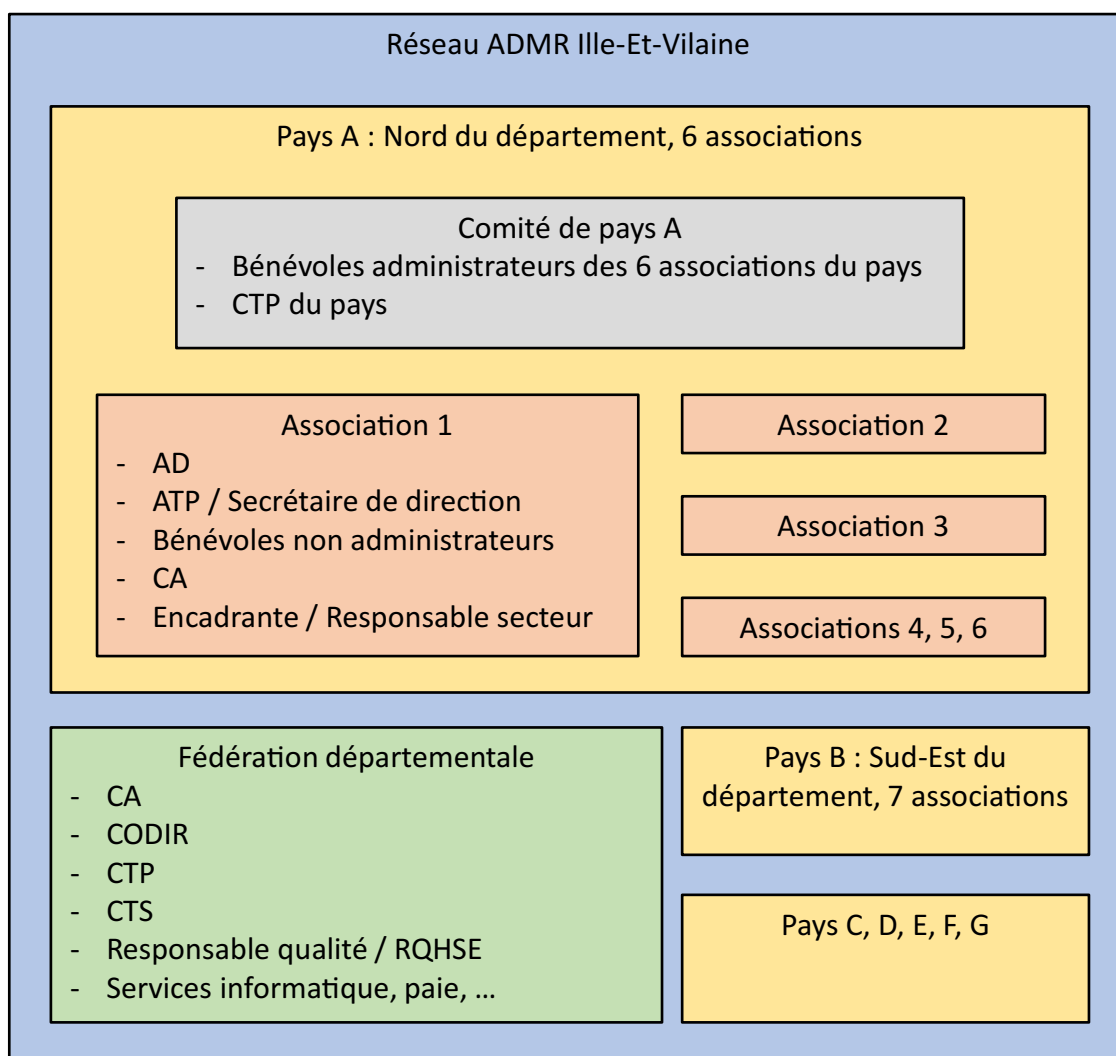 Réseau ADMR Ille-Et-Vilaine
Pays A : Nord du département, 6 associations
Comité de pays A
- Bénévoles administrateurs des 6 associations du pays
- CTP du pays
Association 1
- AD
- ATP / Secrétaire de direction
- Bénévoles non administrateurs
- CA
- Encadrante / Responsable secteur
Association 2
Association 3
Associations 4, 5, 6
Fédération départementale
- CA
- CODIR
- CTP
- CTS
- Responsable qualité / RQHSE
- Services informatique, paie, ...
Pays B : Sud-Est du
département, 7 associations
Pays C, D, E, F, G